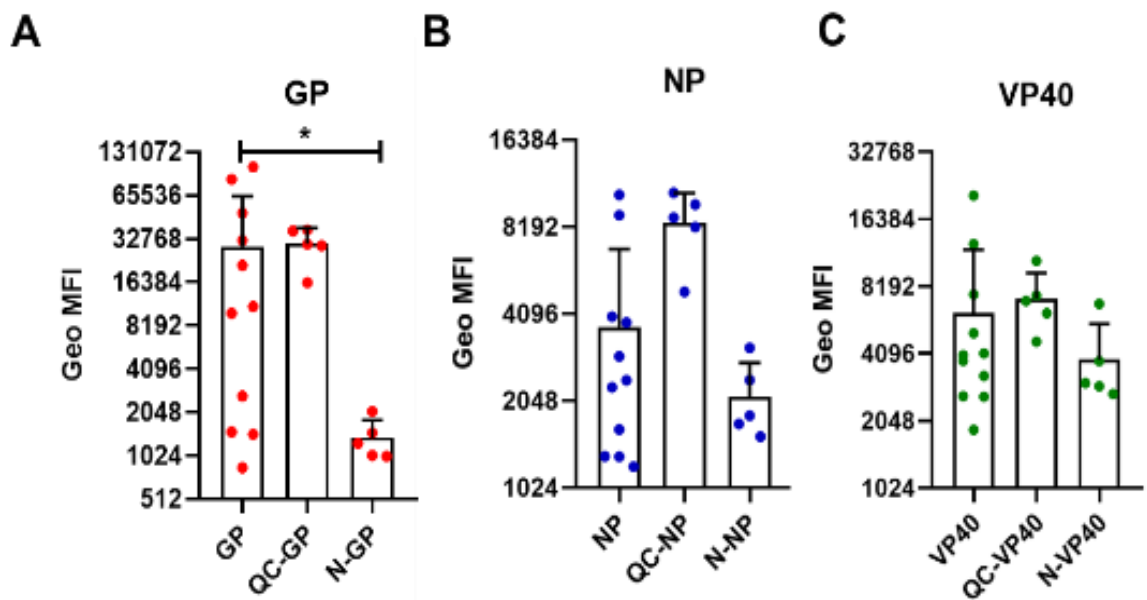 A
GP
*
Geo MFI
131072
65536
32768
16384
8192
4096
2048
1024
512
GP
QC-GP
N-GP
B
NP
Geo MFI
16384
8192
4096
2048
1024
NP
QC-NP
N-NP
C
VP40
Geo MFI
32768
16384
8192
4096
2048
1024
VP40
QC-VP40
N-VP40